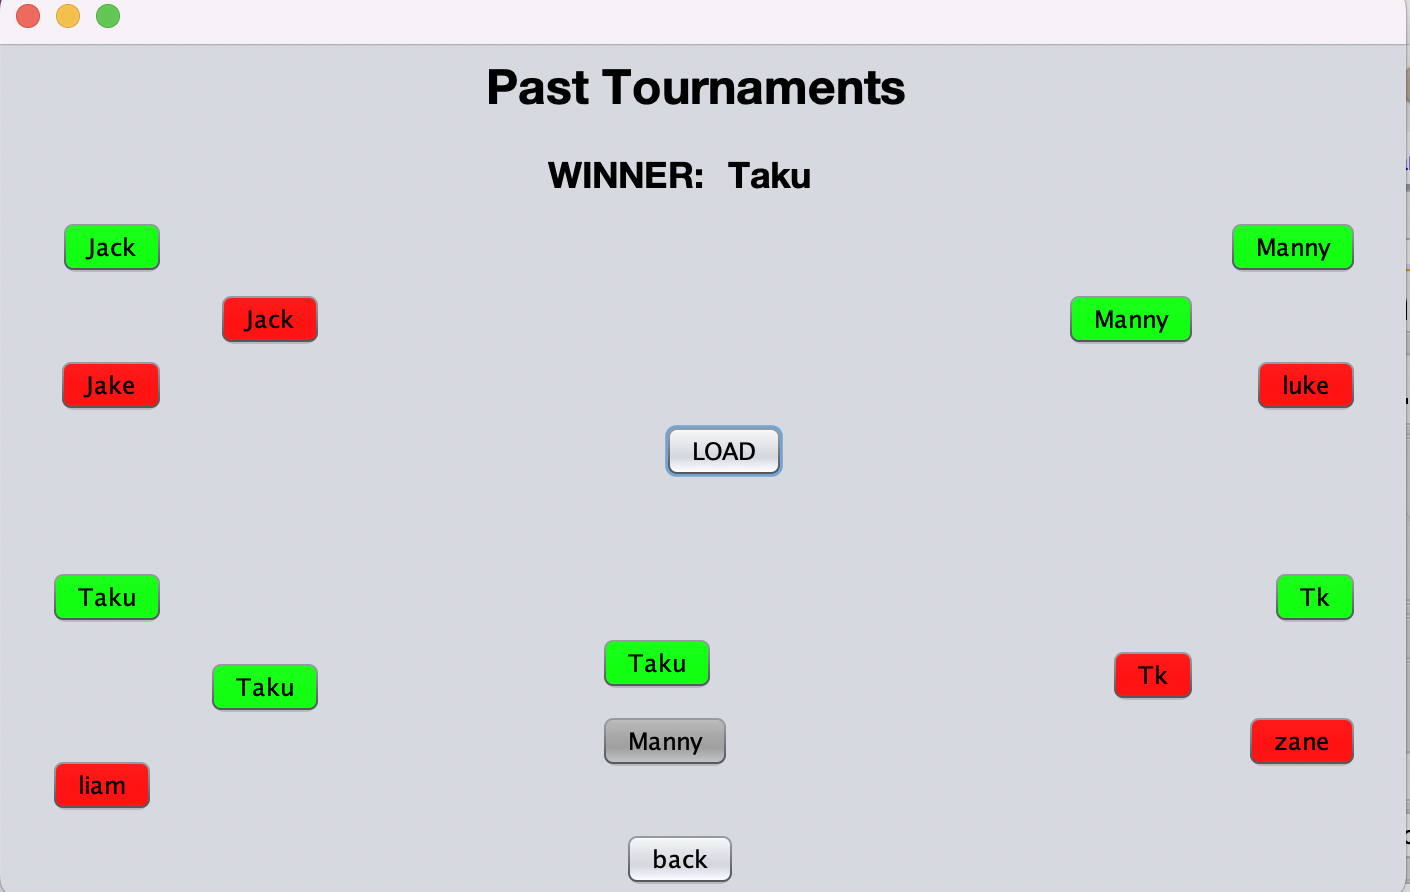 Past Tournaments
WINNER: Taku
Jack
Manny
Jack
Manny
Jake
luke
LOAD
Taku
Tk
Taku
Tk
Taku
Manny
zane
liam
back